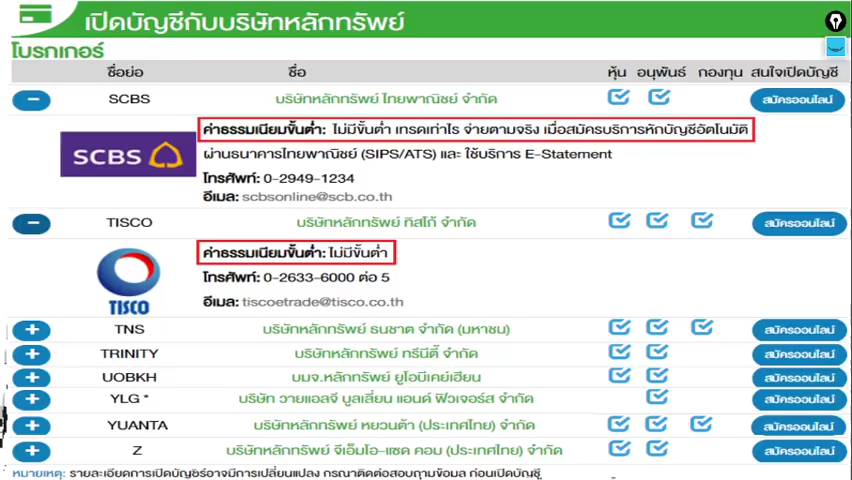 เปิดบัญชีกับบริษัทหลักทรัพย์
โบรกเกอร์
ชื่อย่อ ชื่อ หุ้น อนุพันธ์ กองทุน สนใจเปิดบัญชี
SCBS บริษัทหลักทรัพย์ ไทยพาณิชย์ จำกัด สมัครออนไลน์
ค่าธรรมเนียมขั้นต่ำ: ไม่มีขั้นต่ำ เทรดเท่าไร จ่ายตามจริง เมื่อสมัครบริการหักบัญชีอัตโนมัติ
SCBS
ผ่านธนาคารไทยพาณิชย์ (SIPS/ATS) และ ใช้บริการ E-Statement
โทรศัพท์: 0-2949-1234
อีเมล: scbsonline@scb.co.th
TISCO บริษัทหลักทรัพย์ ทิสโก้ จำกัด สมัครออนไลน์
ค่าธรรมเนียมขั้นต่ำ: ไม่มีขั้นต่ำ
โทรศัพท์: 0-2633-6000 ต่อ 5
อีเมล: tiscoetrade@tisco.co.th
TISCO
TNS บริษัทหลักทรัพย์ ธนชาต จำกัด (มหาชน) สมัครออนไลน์
TRINITY บริษัทหลักทรัพย์ ทรีนีตี้ จำกัด สมัครออนไลน์
UOBKH บมจ.หลักทรัพย์ ยูโอบีเคย์เฮียน สมัครออนไลน์
YLG * บริษัท วายแอลจี บูลเลี่ยน แอนด์ ฟิวเจอร์ส จำกัด สมัครออนไลน์
YUANTA บริษัทหลักทรัพย์ หยวนต้า (ประเทศไทย) จำกัด สมัครออนไลน์
Z บริษัทหลักทรัพย์ จีเอ็มโอ-แซด คอม (ประเทศไทย) จำกัด สมัครออนไลน์
หมายเหตุ: รายละเอียดการเปิดบัญชีอาจมีการเปลี่ยนแปลง กรุณาติดต่อสอบถามข้อมูล ก่อนเปิดบัญชี